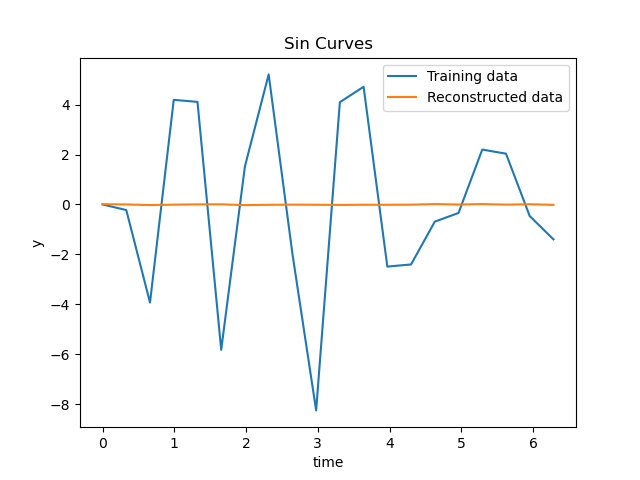 Sin Curves
Training data
Reconstructed data
4
2
0
−2
−4
−6
−8
y
0 1 2 3 4 5 6
time